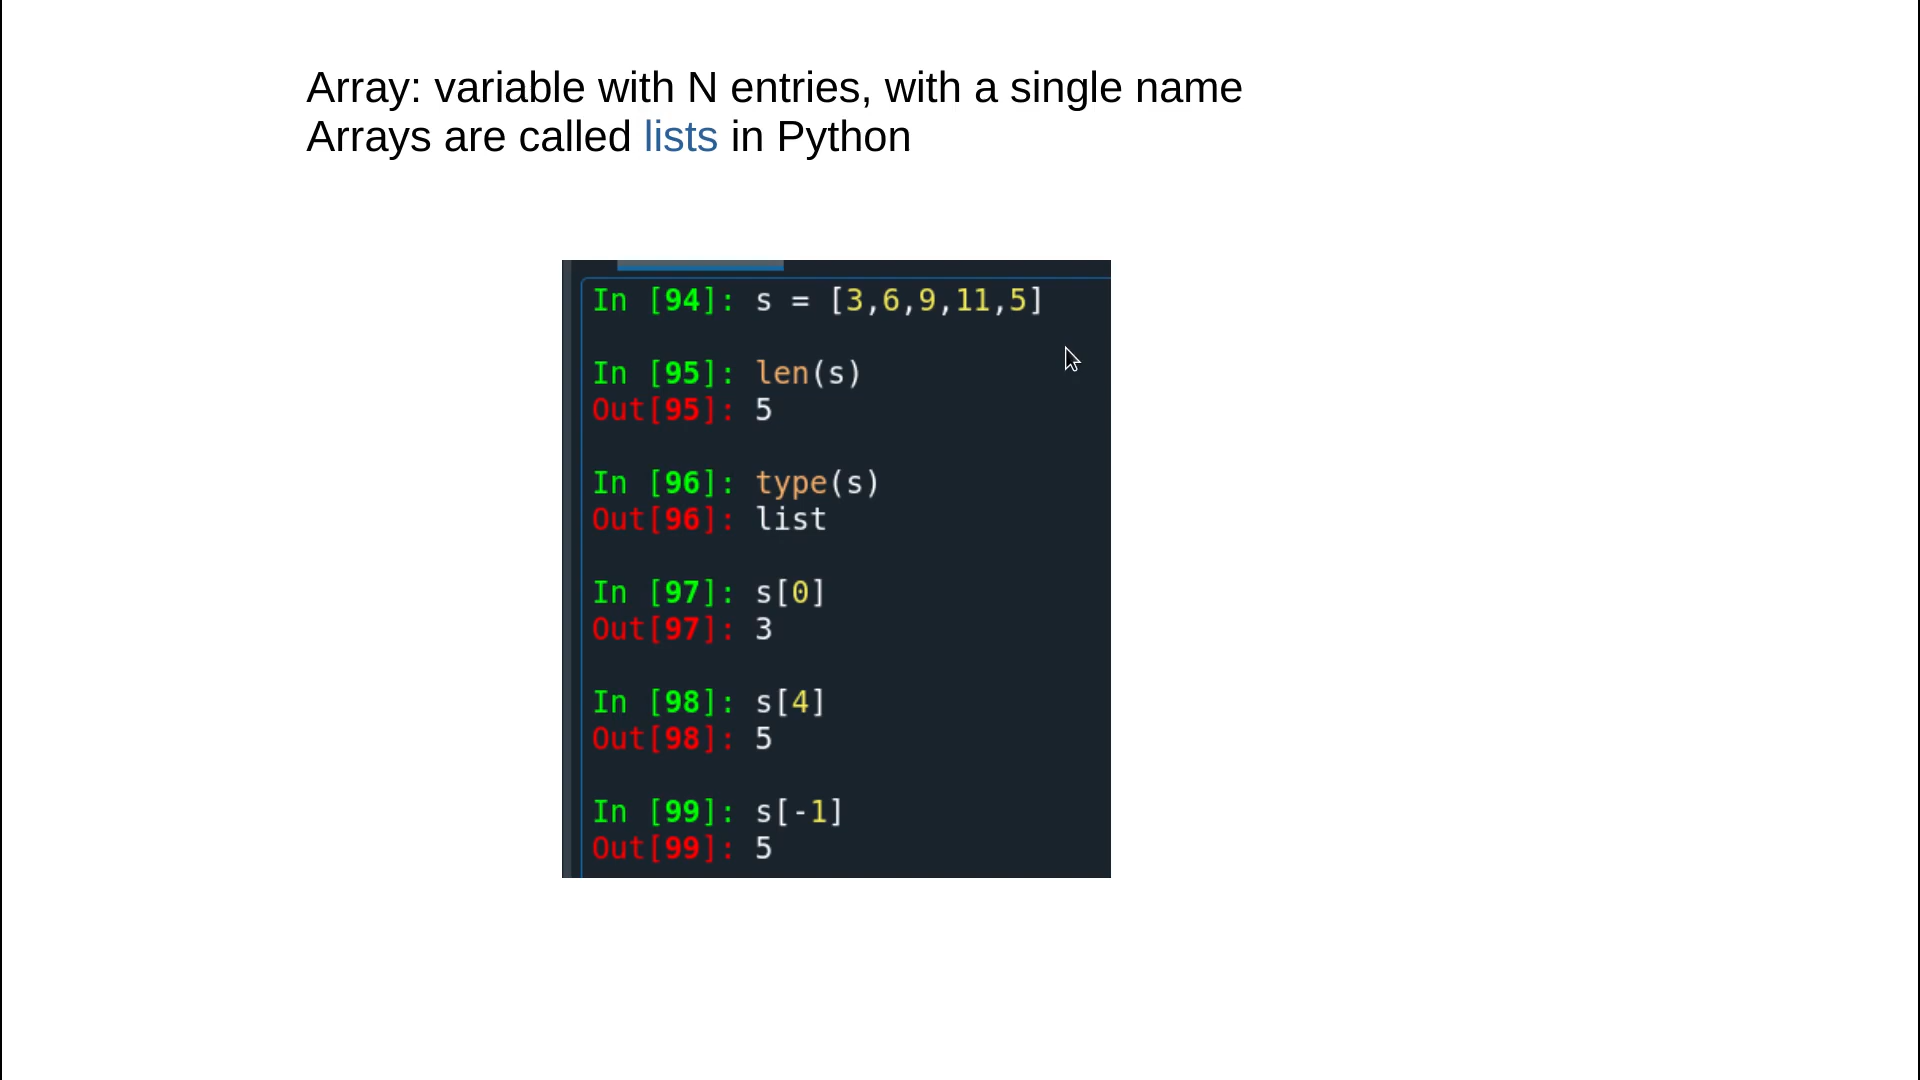 Array: variable with N entries, with a single name
Arrays are called lists in Python
In [94]: s = [3,6,9,11,5]
In [95]: len(s)
Out[95]: 5
In [96]: type(s)
Out[96]: list
In [97]: s[0]
Out[97]: 3
In [98]: s[4]
Out[98]: 5
In [99]: s[-1]
Out[99]: 5